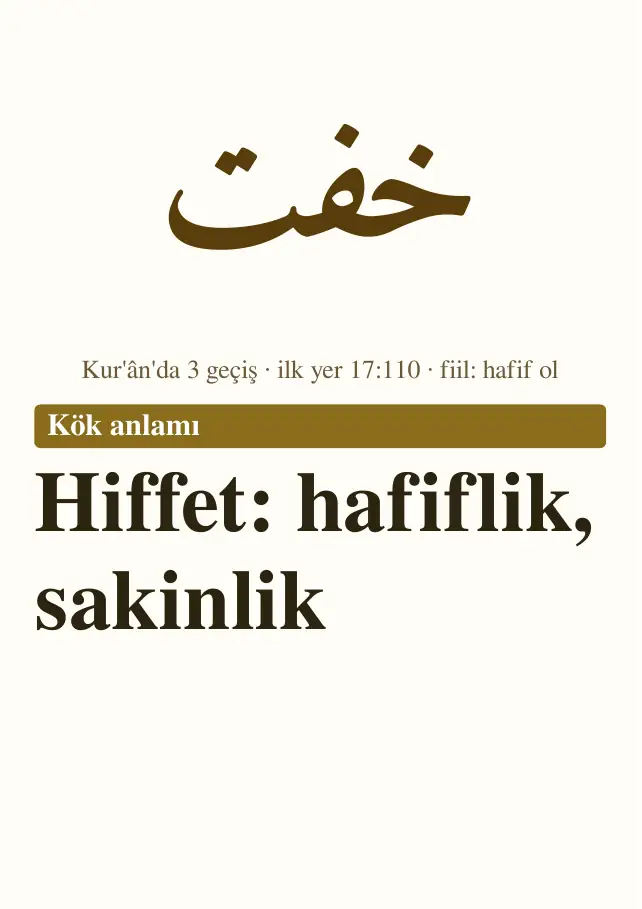 خفت
Kur'ân'da 3 geçiş · ilk yer 17:110 · fiil: hafif ol
Kök anlamı
Hiffet: hafiflik,
sakinlik